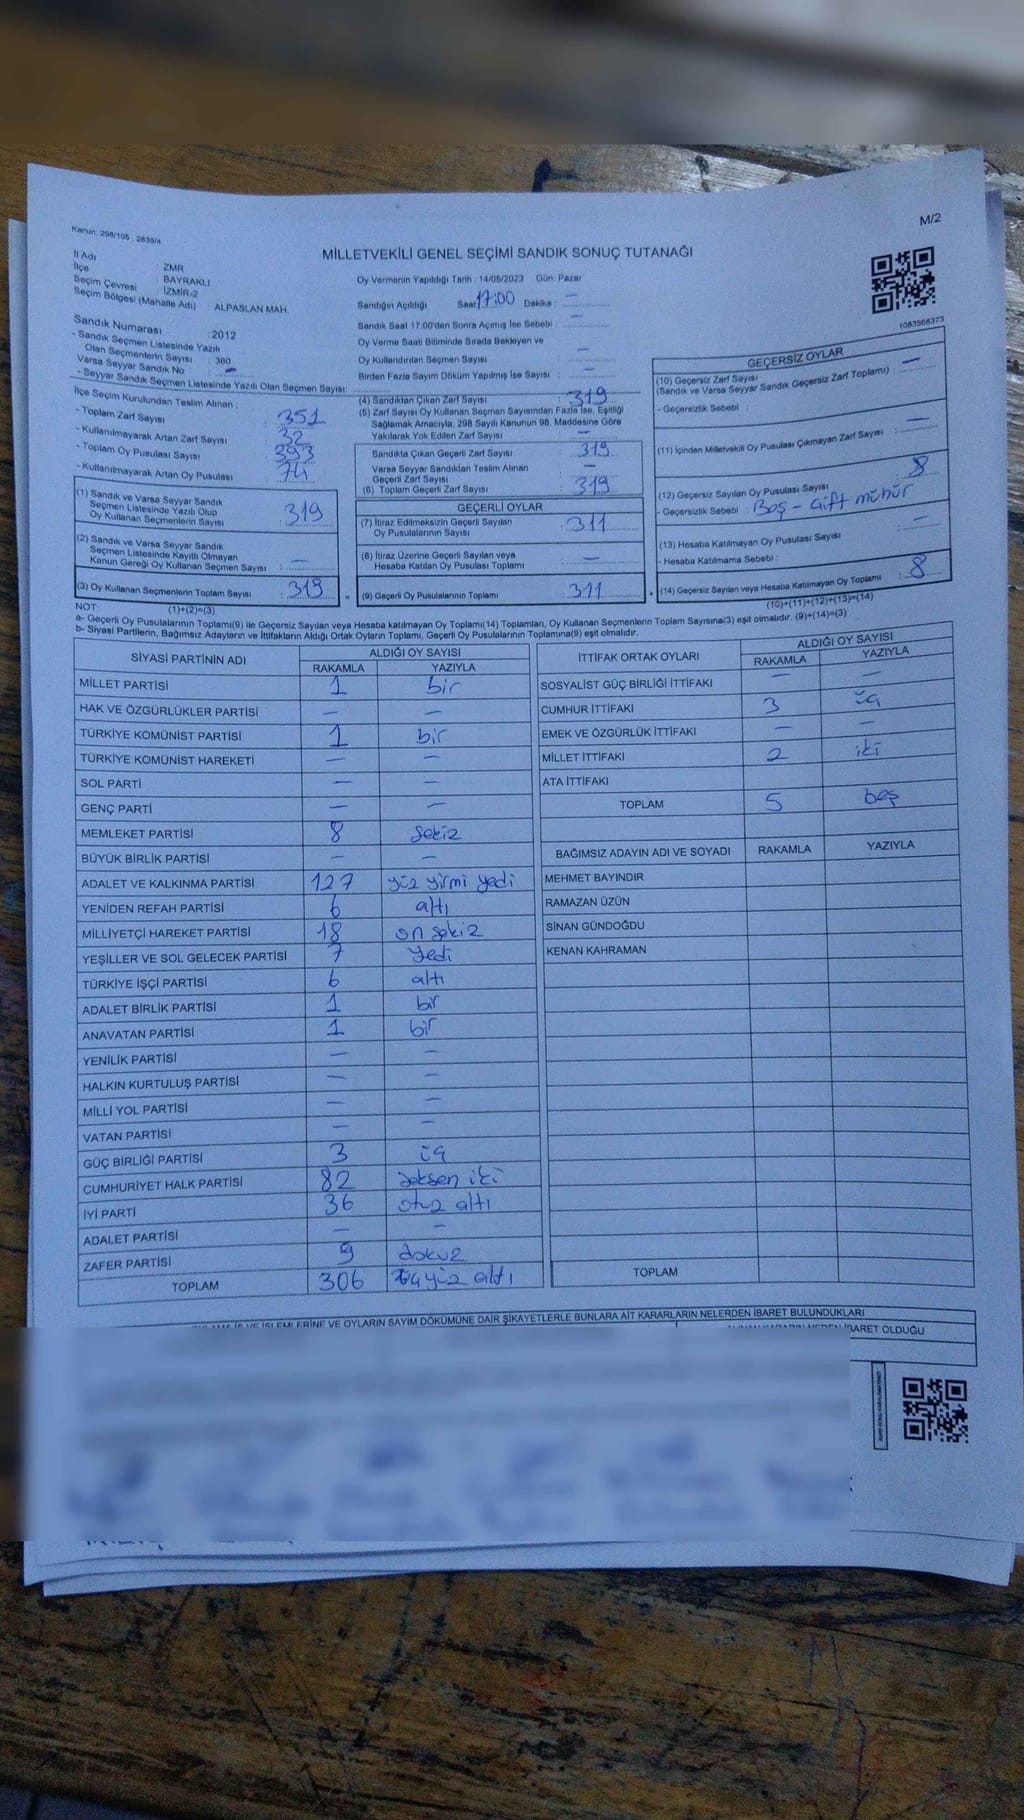 M/2
Kanun: 298/105 , 2839/4
MİLLETVEKİLİ GENEL SEÇİMİ SANDIK SONUÇ TUTANAĞI
İl Adı : ZMR
İlçe : BAYRAKLI
Seçim Çevresi : İZMİR-2
Seçim Bölgesi (Mahalle Adı) : ALPASLAN MAH.
Sandık Numarası : 2012
- Sandık Seçmen Listesinde Yazılı
Olan Seçmenlerin Sayısı : 360
Varsa Seyyar Sandık No : -
- Seyyar Sandık Seçmen Listesinde Yazılı Olan Seçmen Sayısı:
İlçe Seçim Kurulundan Teslim Alınan :
- Toplam Zarf Sayısı : 351
- Kullanılmayarak Artan Zarf Sayısı : 32
- Toplam Oy Pusulası Sayısı : 393
- Kullanılmayarak Artan Oy Pusulası : 74
(1) Sandık ve Varsa Seyyar Sandık
Seçmen Listesinde Yazılı Olup
Oy Kullanan Seçmenlerin Sayısı : 319
(2) Sandık ve Varsa Seyyar Sandık
Seçmen Listesinde Kayıtlı Olmayan
Kanun Gereği Oy Kullanan Seçmen Sayısı : —
(3) Oy Kullanan Seçmenlerin Toplam Sayısı : 319
(1)+(2)=(3)
Oy Vermenin Yapıldığı Tarih : 14/05/2023 Gün: Pazar
Sandığın Açıldığı Saat 17:00 Dakika : —
Sandık Saat 17.00'den Sonra Açılmış İse Sebebi : —
Oy Verme Saati Bitiminde Sırada Bekleyen ve
Oy Kullandırılan Seçmen Sayısı : —
Birden Fazla Sayım Döküm Yapılmış İse Sayısı : —
(4) Sandıktan Çıkan Zarf Sayısı : 319
(5) Zarf Sayısı Oy Kullanan Seçmen Sayısından Fazla İse, Eşitliği
Sağlamak Amacıyla, 298 Sayılı Kanunun 98. Maddesine Göre
Yakılarak Yok Edilen Zarf Sayısı : —
Sandıkta Çıkan Geçerli Zarf Sayısı : 319
Varsa Seyyar Sandıktan Teslim Alınan
Geçerli Zarf Sayısı : —
(6) Toplam Geçerli Zarf Sayısı : 319
GEÇERLİ OYLAR
(7) İtiraz Edilmeksizin Geçerli Sayılan
Oy Pusulalarının Sayısı : 311
(8) İtiraz Üzerine Geçerli Sayılan veya
Hesaba Katılan Oy Pusulası Toplamı : —
= (9) Geçerli Oy Pusulalarının Toplamı : 311 +
1083568373
GEÇERSİZ OYLAR
(10) Geçersiz Zarf Sayısı
(Sandık ve Varsa Seyyar Sandık Geçersiz Zarf Toplamı) : —
- Geçersizlik Sebebi :
(11) İçinden Milletvekili Oy Pusulası Çıkmayan Zarf Sayısı : —
(12) Geçersiz Sayılan Oy Pusulası Sayısı : 8
- Geçersizlik Sebebi : Boş - Çift mühür
(13) Hesaba Katılmayan Oy Pusulası Sayısı : —
- Hesaba Katılmama Sebebi :
(14) Geçersiz Sayılan veya Hesaba Katılmayan Oy Toplamı : 8
(10)+(11)+(12)+(13)=(14)
NOT:
a- Geçerli Oy Pusulalarının Toplamı(9) ile Geçersiz Sayılan veya Hesaba Katılmayan Oy Toplamı(14) Toplamları, Oy Kullanan Seçmenlerin Toplam Sayısına(3) eşit olmalıdır. (9)+(14)=(3)
b- Siyasi Partilerin, Bağımsız Adayların ve İttifakların Aldığı Ortak Oyların Toplamı, Geçerli Oy Pusulalarının Toplamına(9) eşit olmalıdır.
SİYASİ PARTİNİN ADI ALDIĞI OY SAYISI
RAKAMLA YAZIYLA
MİLLET PARTİSİ 1 bir
HAK VE ÖZGÜRLÜKLER PARTİSİ — —
TÜRKİYE KOMÜNİST PARTİSİ 1 bir
TÜRKİYE KOMÜNİST HAREKETİ — —
SOL PARTİ — —
GENÇ PARTİ — —
MEMLEKET PARTİSİ 8 sekiz
BÜYÜK BİRLİK PARTİSİ — —
ADALET VE KALKINMA PARTİSİ 127 yüz yirmi yedi
YENİDEN REFAH PARTİSİ 6 altı
MİLLİYETÇİ HAREKET PARTİSİ 18 on sekiz
YEŞİLLER VE SOL GELECEK PARTİSİ 7 yedi
TÜRKİYE İŞÇİ PARTİSİ 6 altı
ADALET BİRLİK PARTİSİ 1 bir
ANAVATAN PARTİSİ 1 bir
YENİLİK PARTİSİ — —
HALKIN KURTULUŞ PARTİSİ — —
MİLLİ YOL PARTİSİ — —
VATAN PARTİSİ — —
GÜÇ BİRLİĞİ PARTİSİ 3 üç
CUMHURİYET HALK PARTİSİ 82 seksen iki
İYİ PARTİ 36 otuz altı
ADALET PARTİSİ — —
ZAFER PARTİSİ 9 dokuz
TOPLAM 306 üçyüz altı
İTTİFAK ORTAK OYLARI ALDIĞI OY SAYISI
RAKAMLA YAZIYLA
SOSYALİST GÜÇ BİRLİĞİ İTTİFAKI — —
CUMHUR İTTİFAKI 3 üç
EMEK VE ÖZGÜRLÜK İTTİFAKI — —
MİLLET İTTİFAKI 2 iki
ATA İTTİFAKI
TOPLAM 5 beş
BAĞIMSIZ ADAYIN ADI VE SOYADI RAKAMLA YAZIYLA
MEHMET BAYINDIR
RAMAZAN ÜZÜN
SİNAN GÜNDOĞDU
KENAN KAHRAMAN
TOPLAM
İŞLEMLERİNE VE OYLARIN SAYIM DÖKÜMÜNE DAİR ŞİKAYETLERLE BUNLARA AİT KARARLARIN NELERDEN İBARET BULUNDUKLARI
İBARET OLDUĞU